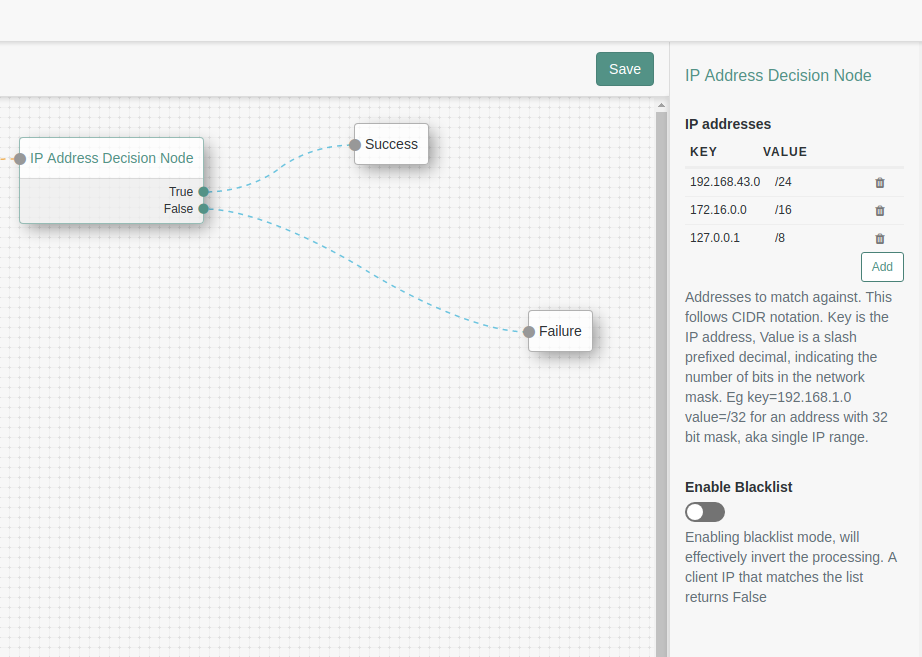 Save
IP Address Decision Node
True
False
Success
Failure
IP Address Decision Node
IP addresses
KEY VALUE
192.168.43.0 /24
172.16.0.0 /16
127.0.0.1 /8
Add
Addresses to match against. This
follows CIDR notation. Key is the
IP address, Value is a slash
prefixed decimal, indicating the
number of bits in the network
mask. Eg key=192.168.1.0
value=/32 for an address with 32
bit mask, aka single IP range.
Enable Blacklist
Enabling blacklist mode, will
effectively invert the processing. A
client IP that matches the list
returns False